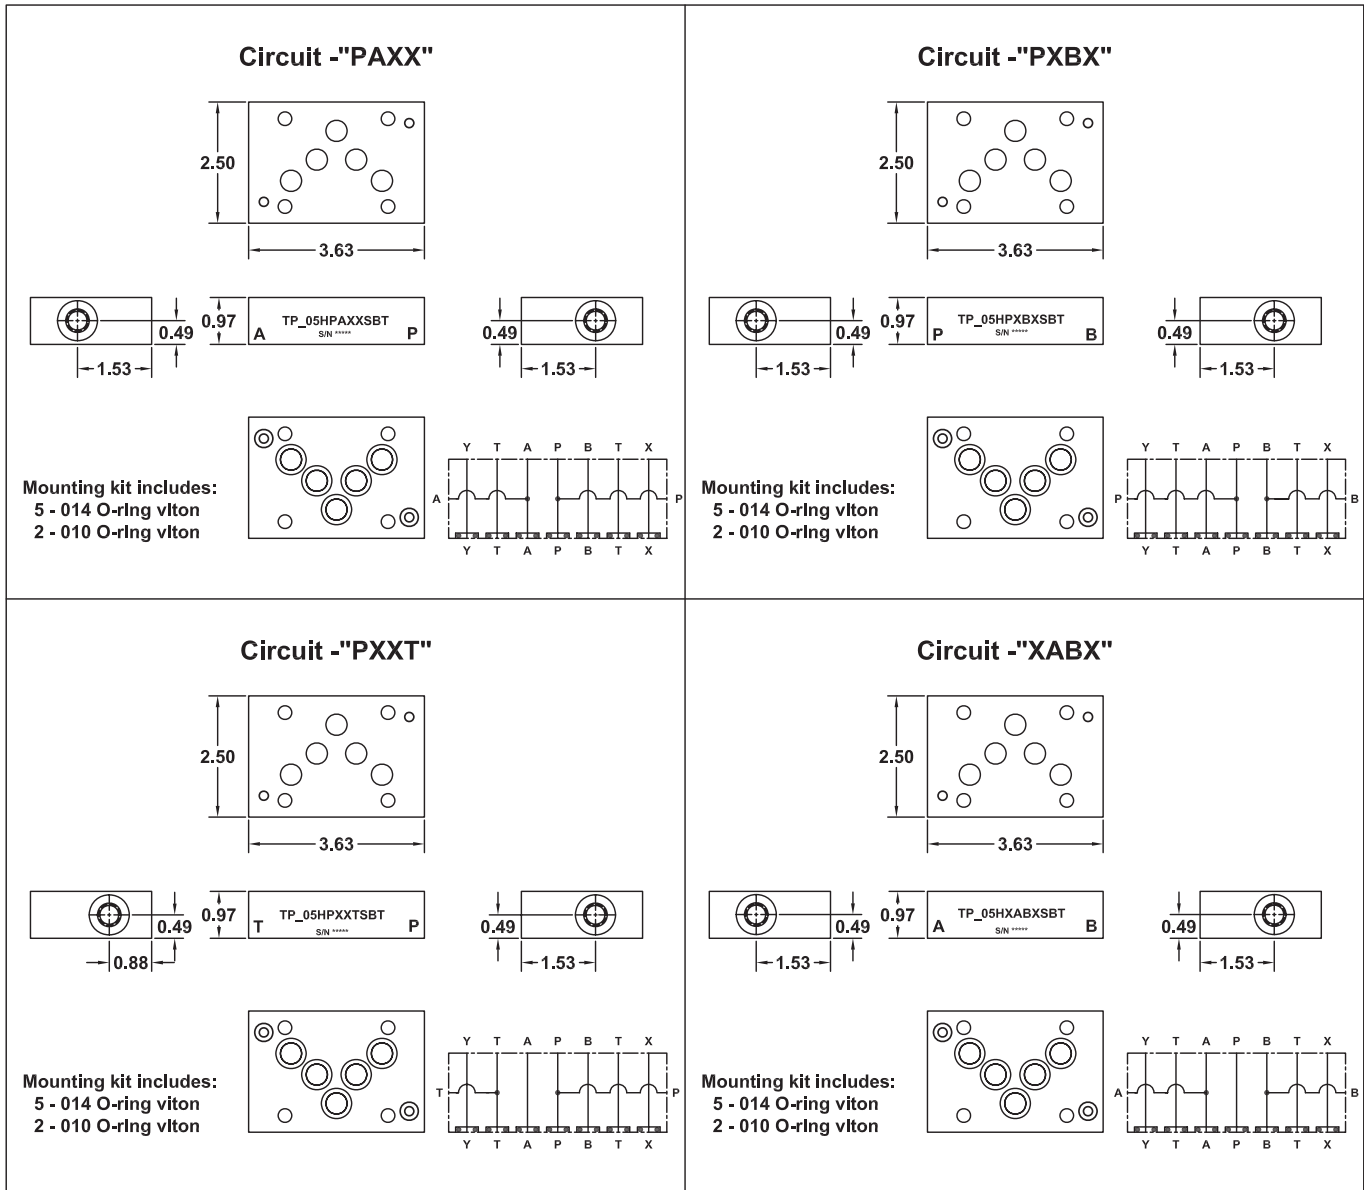 Circuit -"PAXX"
2.50
3.63
0.49
1.53
0.97
A TP_05HPAXXSBT P
S/N *****
0.49
1.53
Mounting kit includes:
5 - 014 O-ring viton
2 - 010 O-ring viton
Y T A P B T X
A P
Y T A P B T X
Circuit -"PXBX"
2.50
3.63
0.49
1.53
0.97
P TP_05HPXBXSBT B
S/N *****
0.49
1.53
Mounting kit includes:
5 - 014 O-ring viton
2 - 010 O-ring viton
Y T A P B T X
P B
Y T A P B T X
Circuit -"PXXT"
2.50
3.63
0.49
0.88
0.97
T TP_05HPXXTSBT P
S/N *****
0.49
1.53
Mounting kit includes:
5 - 014 O-ring viton
2 - 010 O-ring viton
Y T A P B T X
T P
Y T A P B T X
Circuit -"XABX"
2.50
3.63
0.49
1.53
0.97
A TP_05HXABXSBT B
S/N *****
0.49
1.53
Mounting kit includes:
5 - 014 O-ring viton
2 - 010 O-ring viton
Y T A P B T X
A B
Y T A P B T X